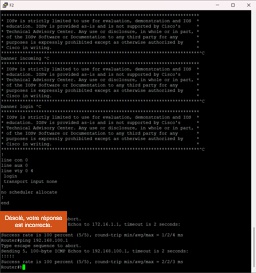 * IOSv is strictly limited to use for evaluation, demonstration and IOS *
* education. IOSv is provided as-is and is not supported by Cisco's *
* Technical Advisory Center. Any use or disclosure, in whole or in part, *
* of the IOSv Software or Documentation to any third party for any *
* purposes is expressly prohibited except as otherwise authorized by *
* Cisco in writing. *
banner incoming ^C
* IOSv is strictly limited to use for evaluation, demonstration and IOS *
* education. IOSv is provided as-is and is not supported by Cisco's *
* Technical Advisory Center. Any use or disclosure, in whole or in part, *
* of the IOSv Software or Documentation to any third party for any *
* purposes is expressly prohibited except as otherwise authorized by *
* Cisco in writing. *
banner login ^C
* IOSv is strictly limited to use for evaluation, demonstration and IOS *
* education. IOSv is provided as-is and is not supported by Cisco's *
* Technical Advisory Center. Any use or disclosure, in whole or in part, *
* of the IOSv Software or Documentation to any third party for any *
* purposes is expressly prohibited except as otherwise authorized by *
* Cisco in writing. *
!
line con 0
line aux 0
line vty 0 4
login
transport input none
!
no scheduler allocate
!
end
Désolé, votre réponse
est incorrecte.
abort.
Echos to 172.16.1.1, timeout is 2 seconds:
Success rate is 100 percent (5/5), round-trip min/avg/max = 1/2/4 ms
Router#ping 192.168.100.1
Type escape sequence to abort.
Sending 5, 100-byte ICMP Echos to 192.168.100.1, timeout is 2 seconds:
!!!!!
Success rate is 100 percent (5/5), round-trip min/avg/max = 2/2/3 ms
Router#